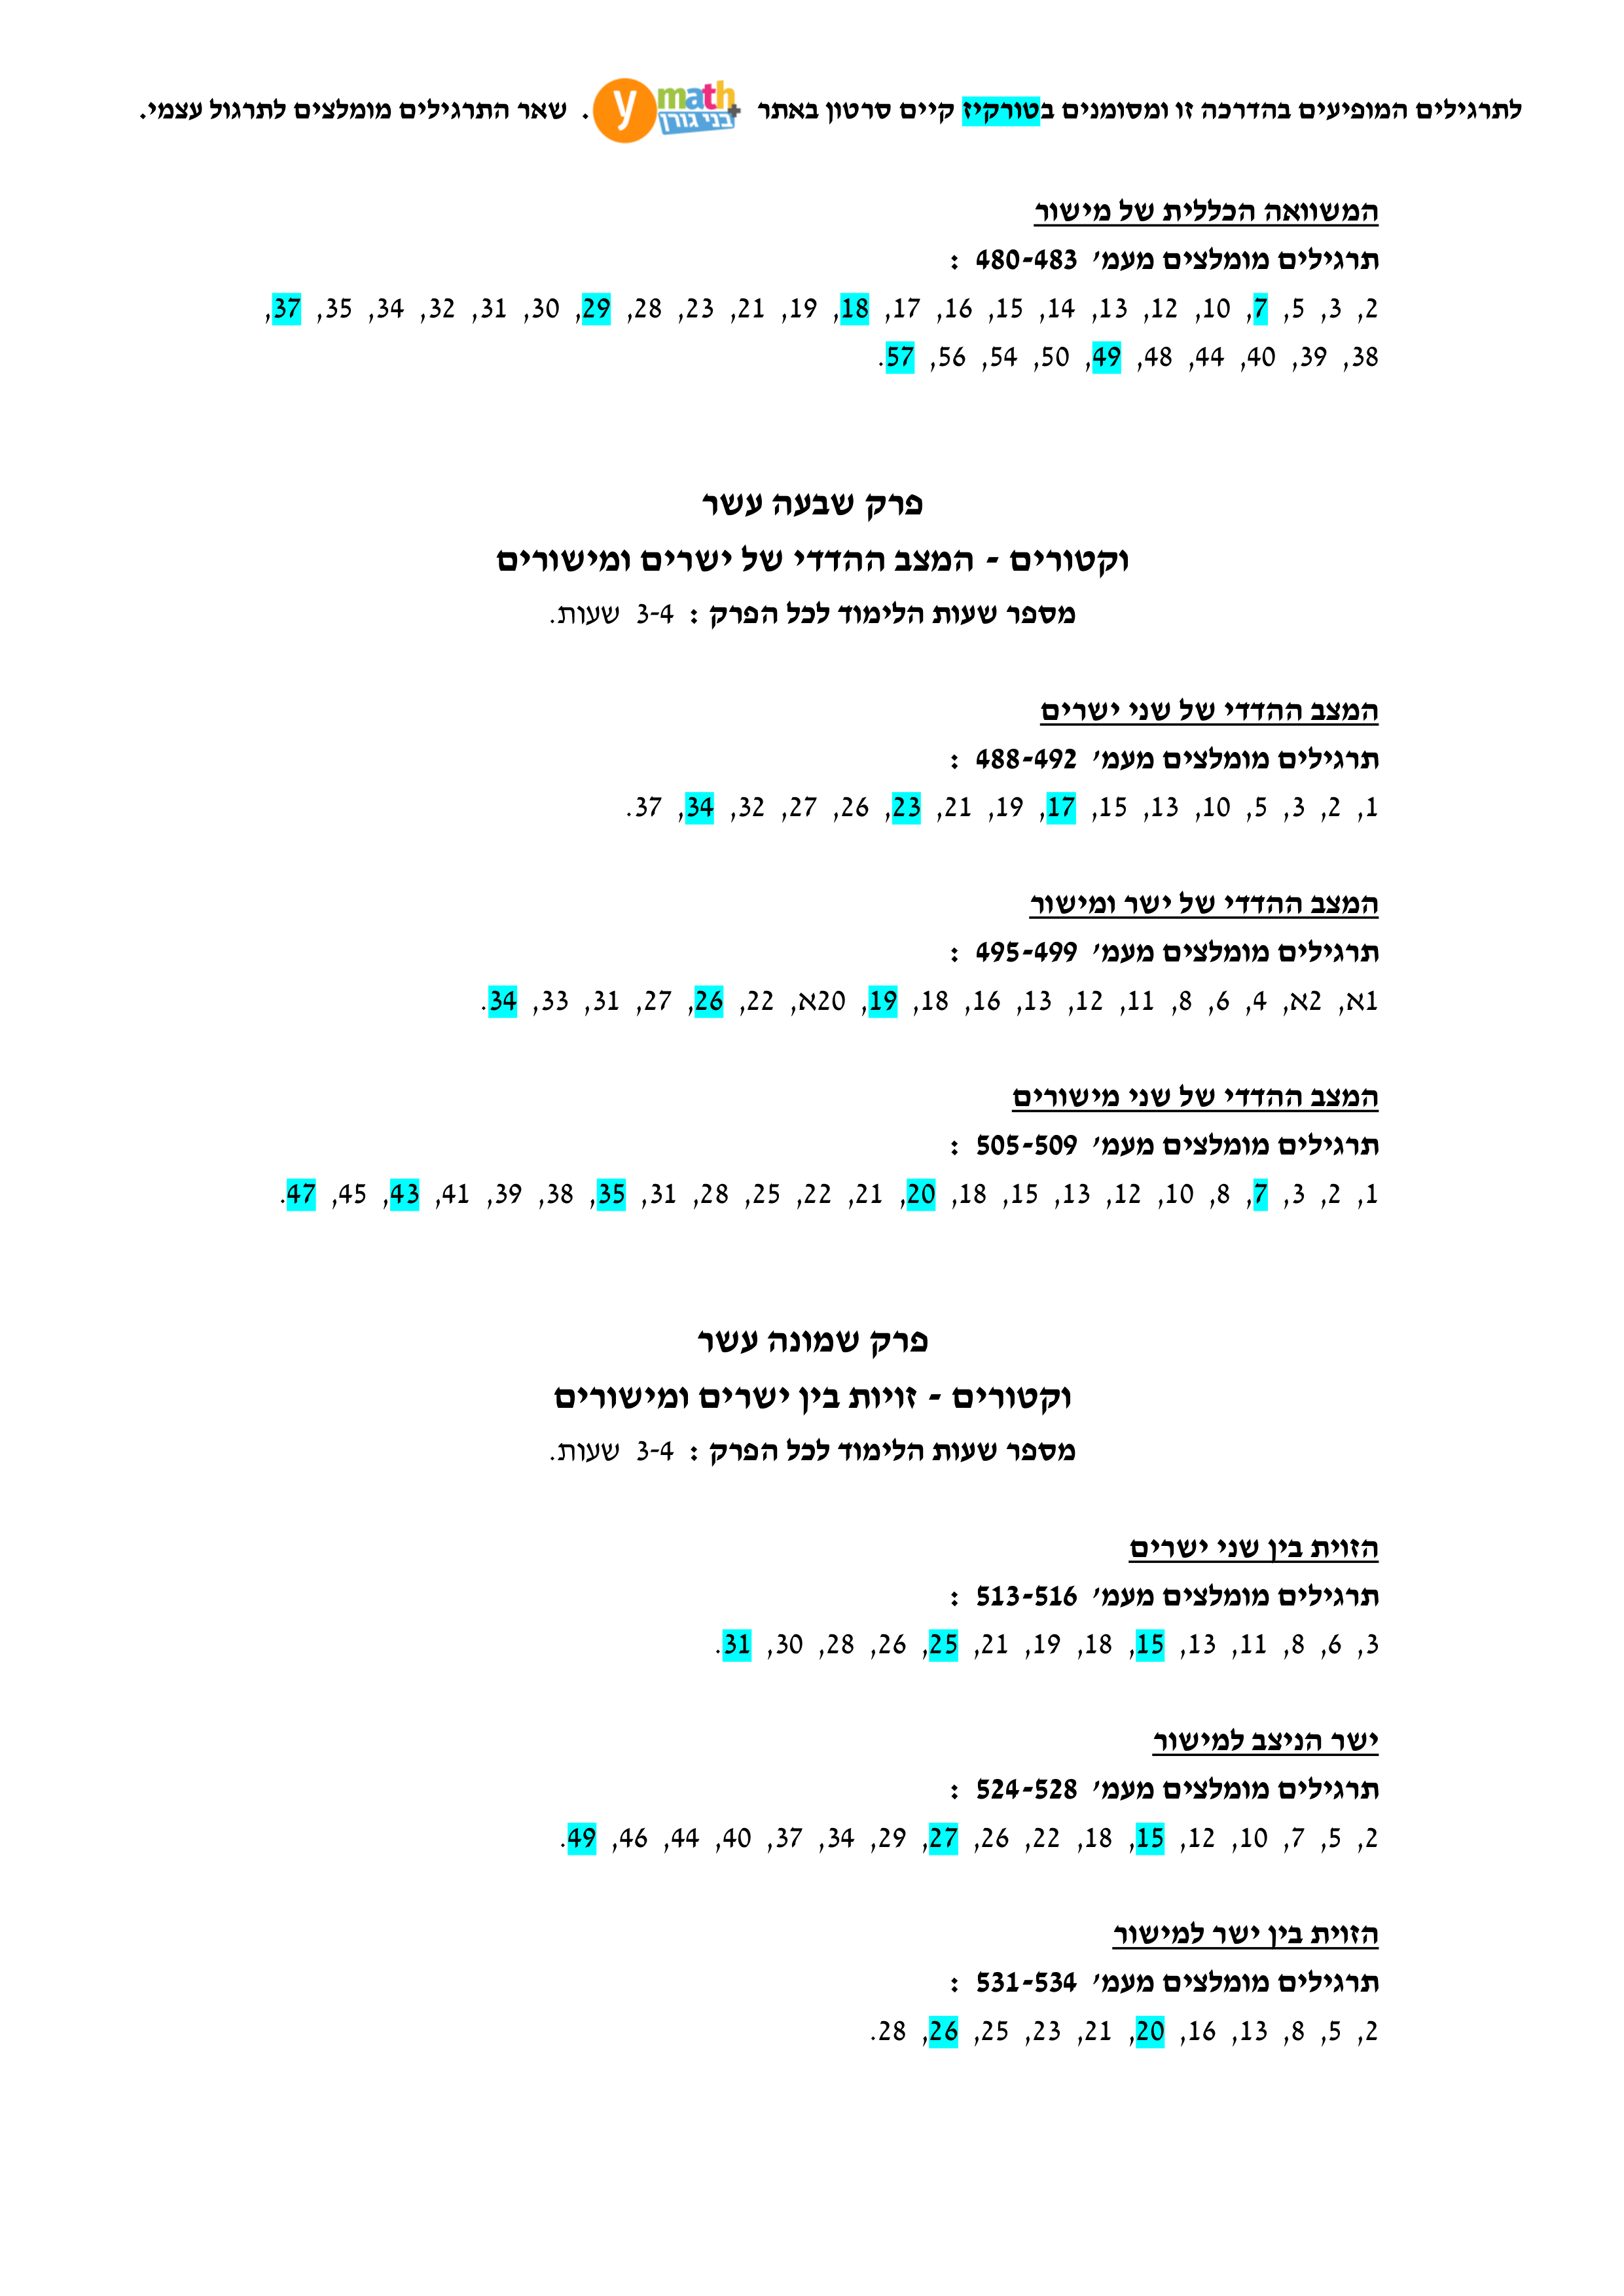 לתרגילים המופיעים בהדרכה זו ומסומנים בטורקיז קיים סרטון באתר y math+ בני גורן . שאר התרגילים מומלצים לתרגול עצמי.
המשוואה הכללית של מישור
תרגילים מומלצים מעמ' 480-483 :
2, 3, 5, 7, 10, 12, 13, 14, 15, 16, 17, 18, 19, 21, 23, 28, 29, 30, 31, 32, 34, 35, 37,
38, 39, 40, 44, 48, 49, 50, 54, 56, 57.
פרק שבעה עשר
וקטורים - המצב ההדדי של ישרים ומישורים
מספר שעות הלימוד לכל הפרק : 3-4 שעות.
המצב ההדדי של שני ישרים
תרגילים מומלצים מעמ' 488-492 :
1, 2, 3, 5, 10, 13, 15, 17, 19, 21, 23, 26, 27, 32, 34, 37.
המצב ההדדי של ישר ומישור
תרגילים מומלצים מעמ' 495-499 :
1א, 2א, 4, 6, 8, 11, 12, 13, 16, 18, 19, 20א, 22, 26, 27, 31, 33, 34.
המצב ההדדי של שני מישורים
תרגילים מומלצים מעמ' 505-509 :
1, 2, 3, 7, 8, 10, 12, 13, 15, 18, 20, 21, 22, 25, 28, 31, 35, 38, 39, 41, 43, 45, 47.
פרק שמונה עשר
וקטורים - זויות בין ישרים ומישורים
מספר שעות הלימוד לכל הפרק : 3-4 שעות.
הזוית בין שני ישרים
תרגילים מומלצים מעמ' 513-516 :
3, 6, 8, 11, 13, 15, 18, 19, 21, 25, 26, 28, 30, 31.
ישר הניצב למישור
תרגילים מומלצים מעמ' 524-528 :
2, 5, 7, 10, 12, 15, 18, 22, 26, 27, 29, 34, 37, 40, 44, 46, 49.
הזוית בין ישר למישור
תרגילים מומלצים מעמ' 531-534 :
2, 5, 8, 13, 16, 20, 21, 23, 25, 26, 28.